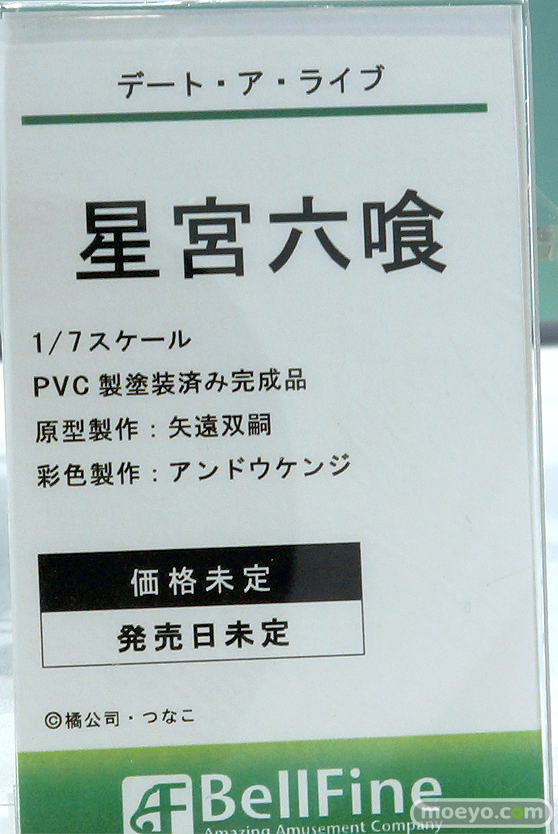 デート・ア・ライブ
星宮六喰
1/7スケール
PVC製塗装済み完成品
原型製作：矢遠双嗣
彩色製作：アンドウケンジ
価格未定
発売日未定
©橘公司・つなこ
BellFine
Amazing Amusement Company
moeyo.com